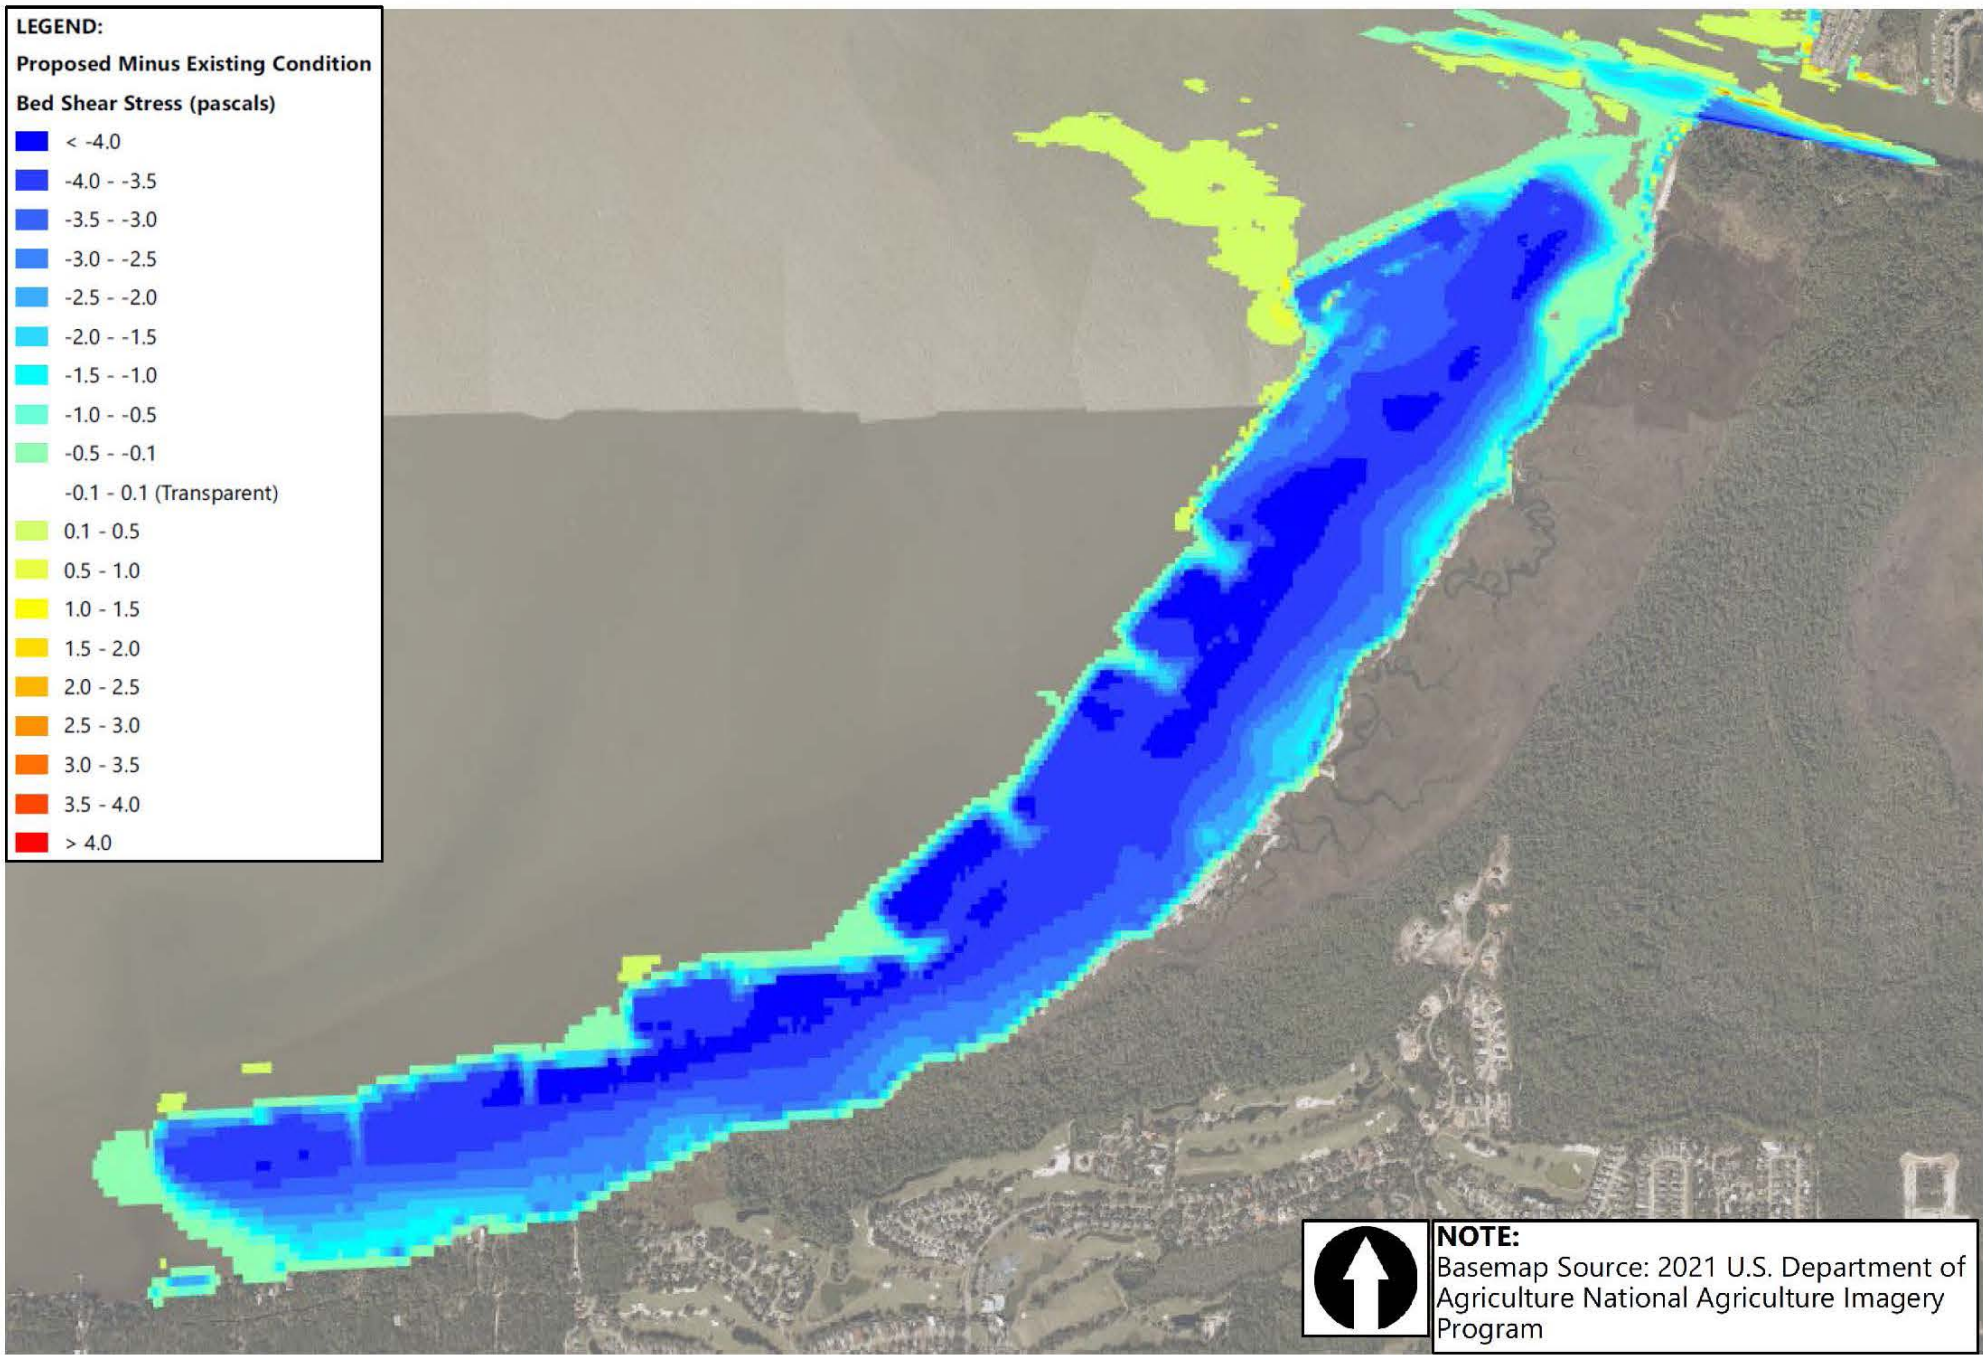 LEGEND:
Proposed Minus Existing Condition
Bed Shear Stress (pascals)
< -4.0
-4.0 - -3.5
-3.5 - -3.0
-3.0 - -2.5
-2.5 - -2.0
-2.0 - -1.5
-1.5 - -1.0
-1.0 - -0.5
-0.5 - -0.1
-0.1 - 0.1 (Transparent)
0.1 - 0.5
0.5 - 1.0
1.0 - 1.5
1.5 - 2.0
2.0 - 2.5
2.5 - 3.0
3.0 - 3.5
3.5 - 4.0
> 4.0
NOTE:
Basemap Source: 2021 U.S. Department of
Agriculture National Agriculture Imagery
Program